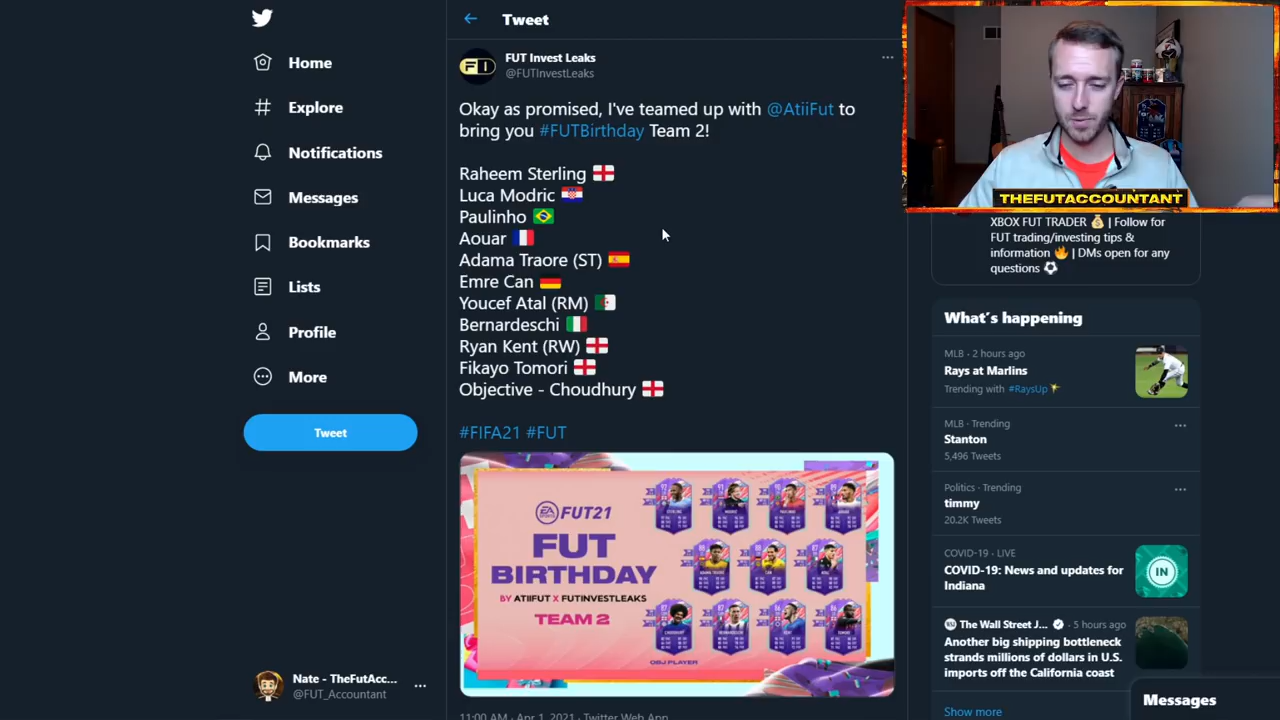 Home
Explore
Notifications
Messages
Bookmarks
Lists
Profile
More
Tweet
Nate - TheFutAcc...
@FUT_Accountant
Tweet
FUT Invest Leaks
@FUTInvestLeaks
Okay as promised, I've teamed up with @AtiiFut to
bring you #FUTBirthday Team 2!
Raheem Sterling
Luca Modric
Paulinho
Aouar
Adama Traore (ST)
Emre Can
Youcef Atal (RM)
Bernardeschi
Ryan Kent (RW)
Fikayo Tomori
Objective - Choudhury
#FIFA21 #FUT
EA SPORTS FUT21
FUT
BIRTHDAY
BY ATIIFUT X FUTINVESTLEAKS
TEAM 2
OBJ PLAYER
11:00 AM · Apr 1, 2021 · Twitter Web App
THEFUTACCOUNTANT
XBOX FUT TRADER 💰 | Follow for
FUT trading/investing tips &
information 🔥 | DMs open for any
questions ⚽
What's happening
MLB · 2 hours ago
Rays at Marlins
Trending with #RaysUp
MLB · Trending
Stanton
5,496 Tweets
Politics · Trending
timmy
20.2K Tweets
COVID-19 · LIVE
COVID-19: News and updates for
Indiana
IN
The Wall Street J... · 5 hours ago
Another big shipping bottleneck
strands millions of dollars in U.S.
imports off the California coast
Show more
Messages